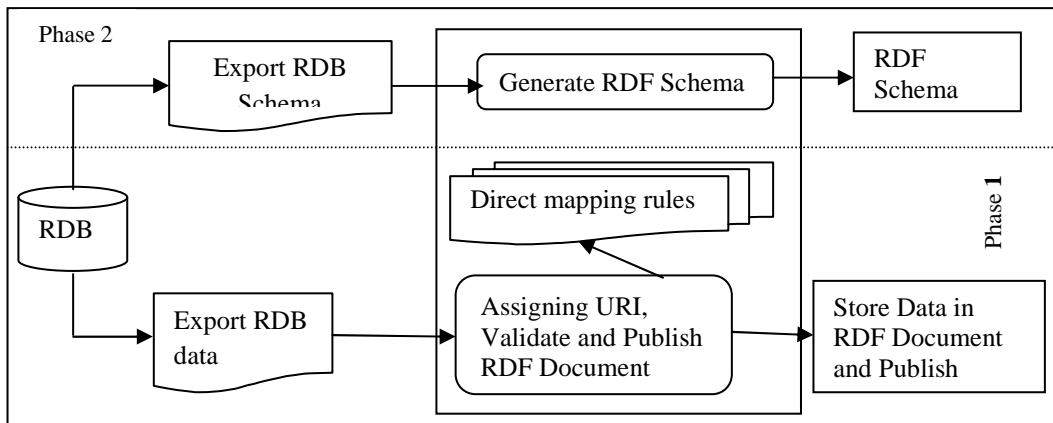 Phase 2
Export RDB
Schema
Generate RDF Schema
RDF
Schema
RDB
Direct mapping rules
Phase 1
Export RDB
data
Assigning URI,
Validate and Publish
RDF Document
Store Data in
RDF Document
and Publish